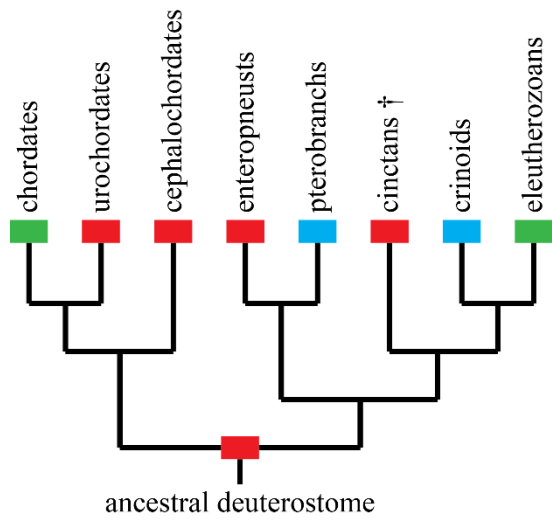 chordates
urochordates
cephalochordates
enteropneusts
pterobranchs
cinctans †
crinoids
eleutherozoans
ancestral deuterostome